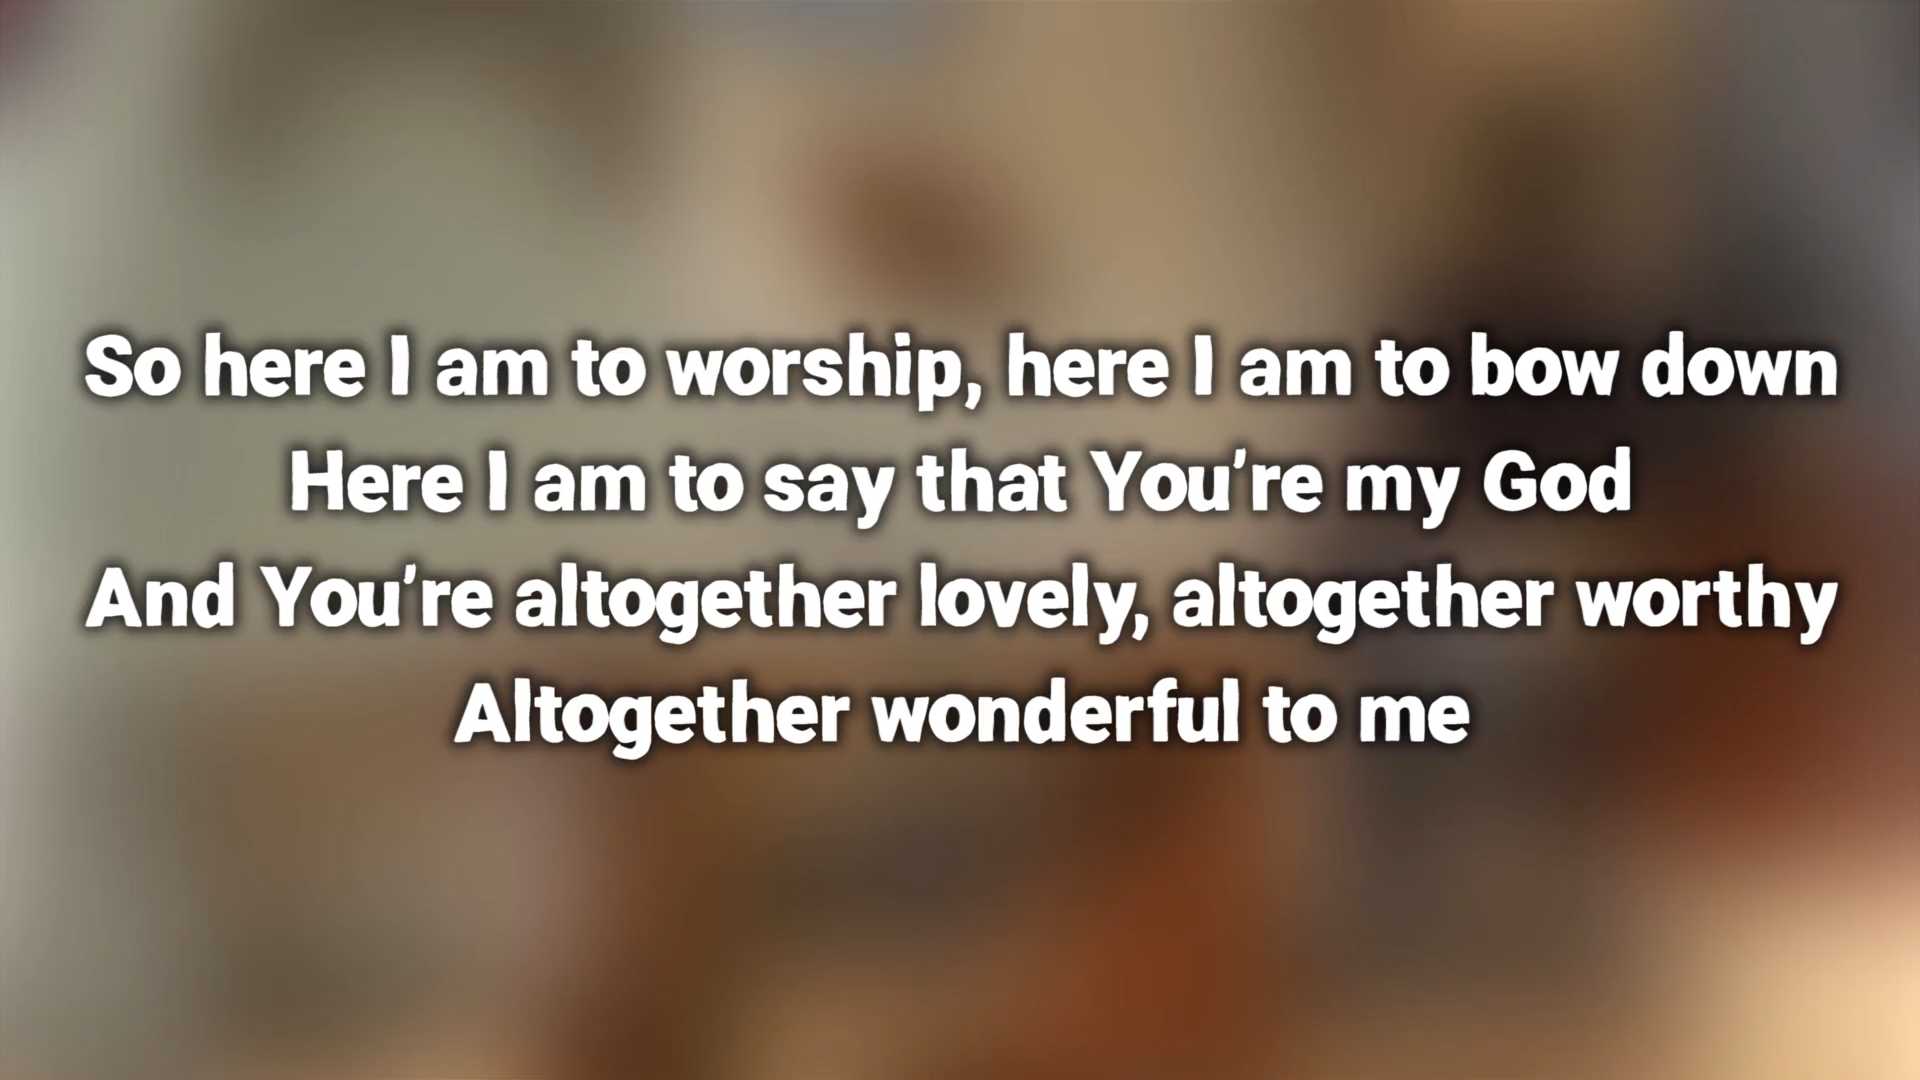 So here I am to worship, here I am to bow down
Here I am to say that You're my God
And You're altogether lovely, altogether worthy
Altogether wonderful to me